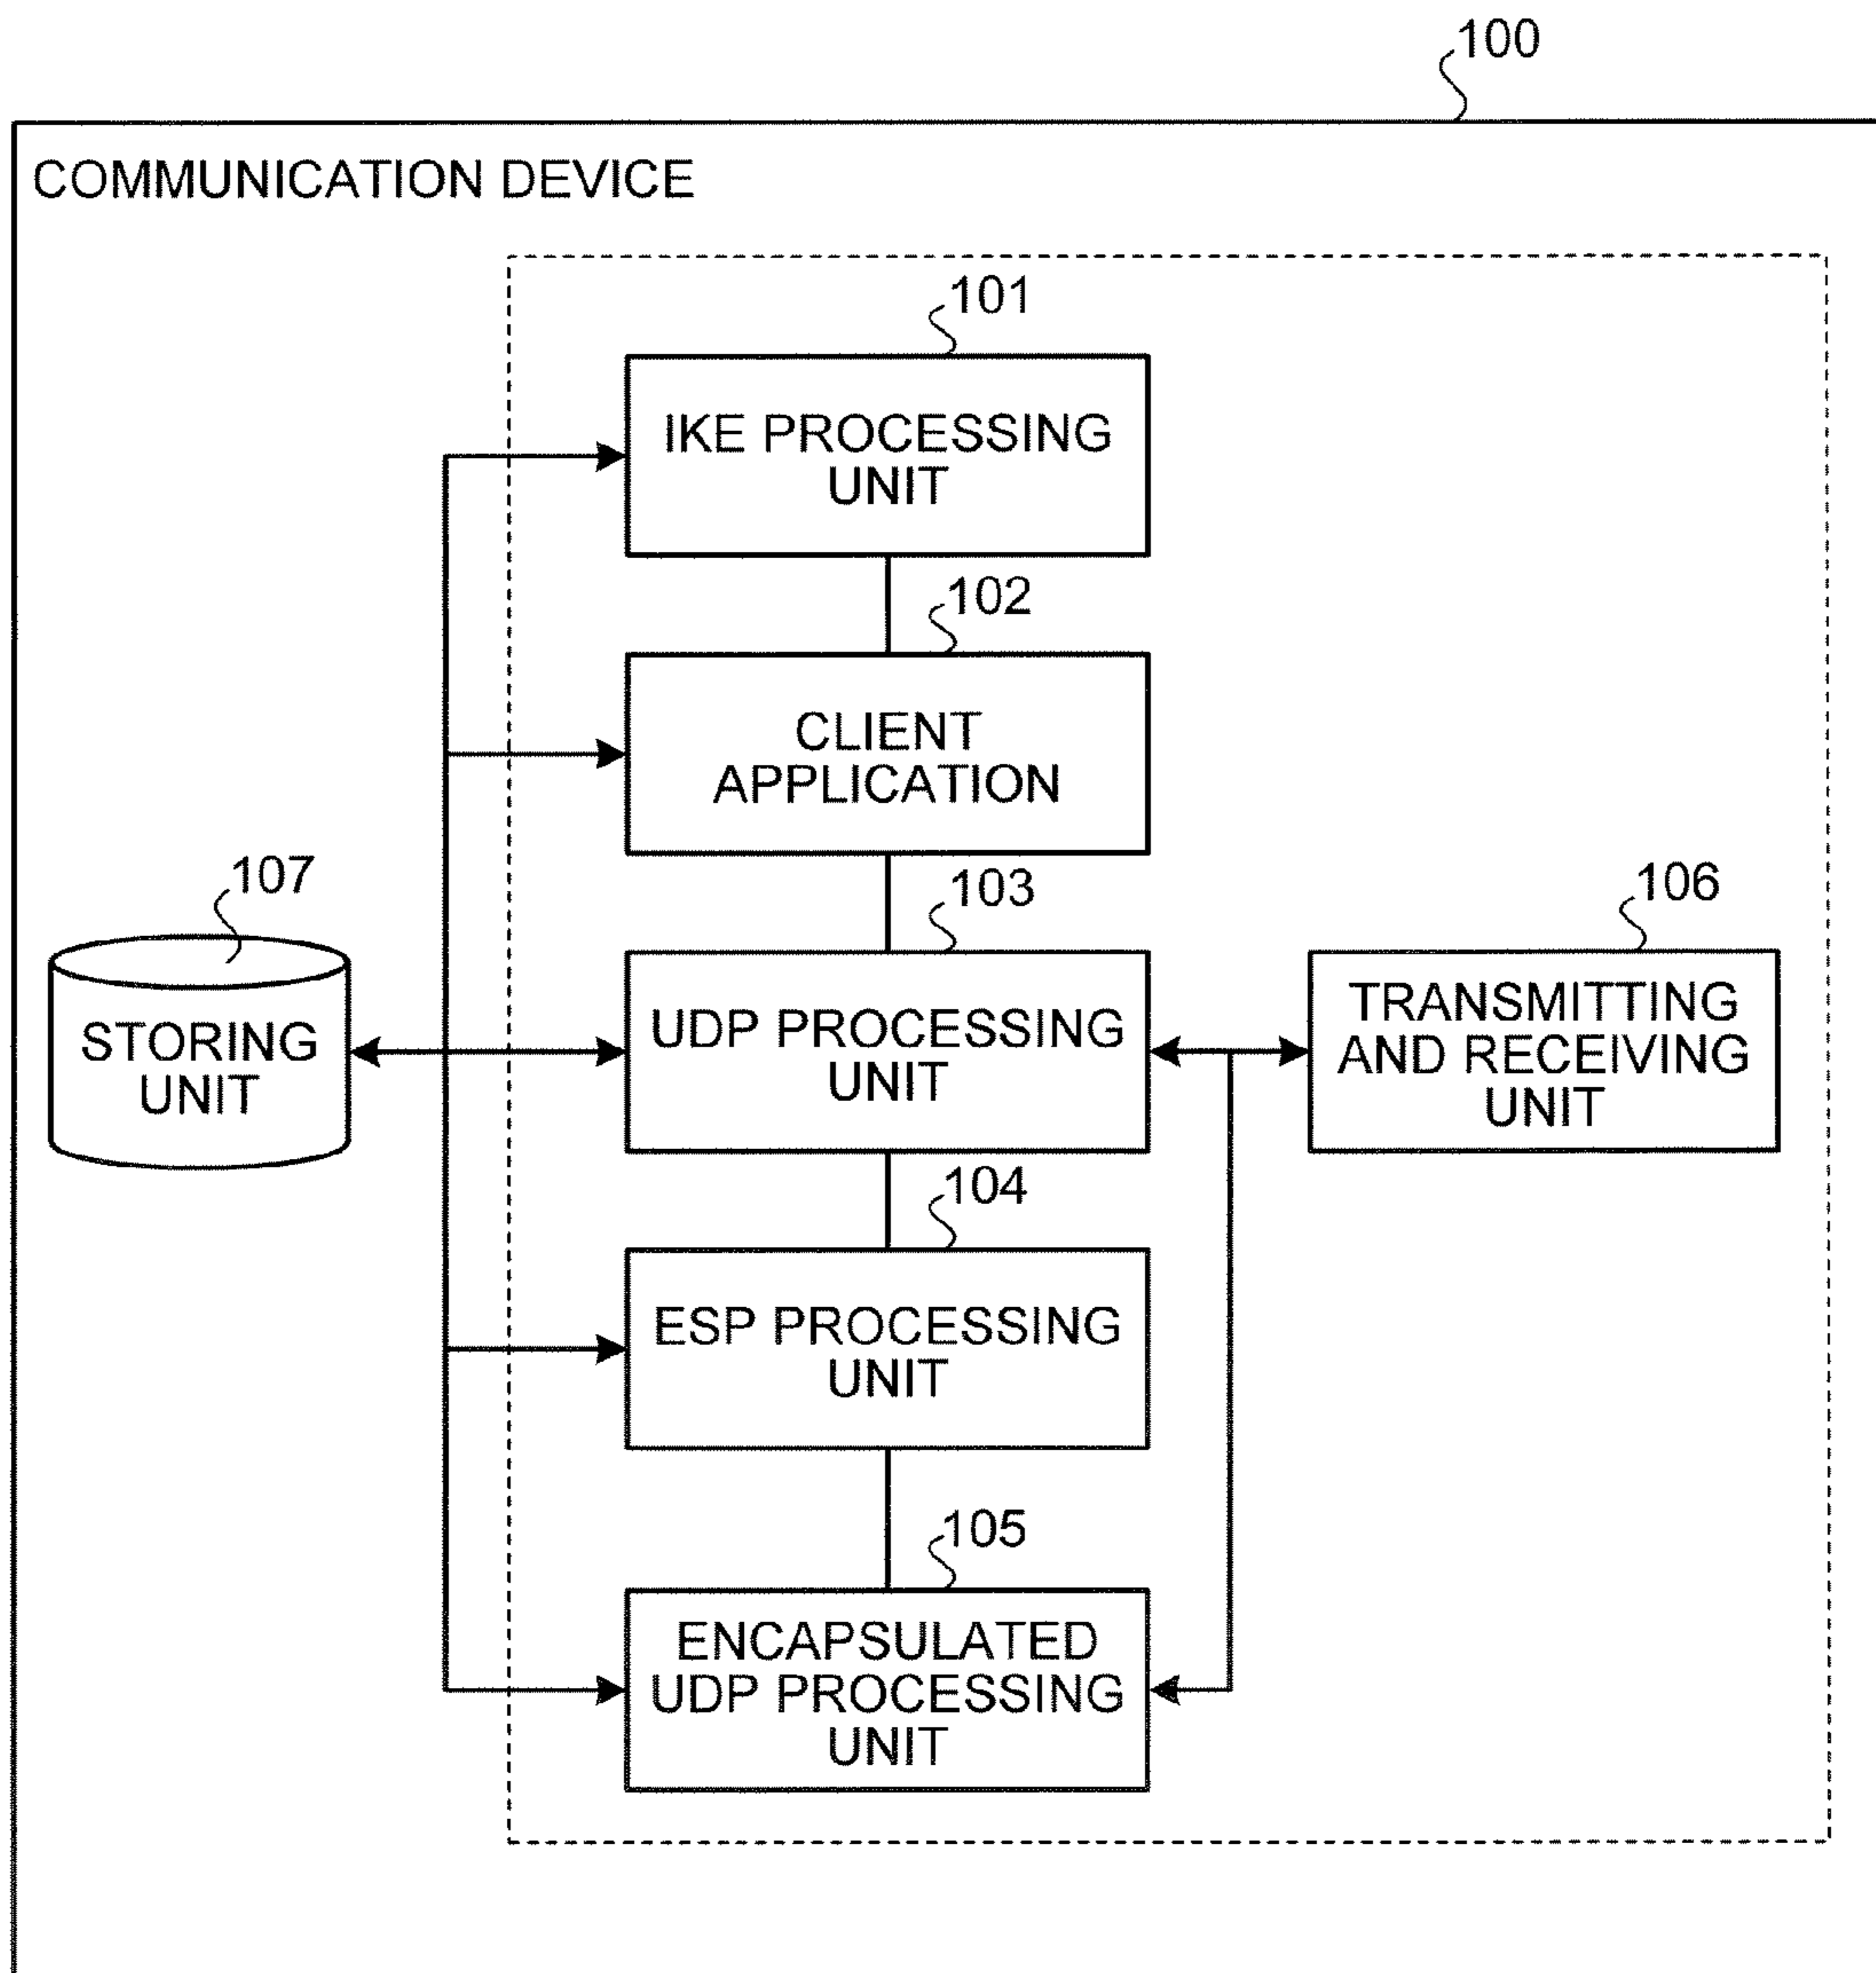 100
COMMUNICATION DEVICE
101
IKE PROCESSING
UNIT
102
CLIENT
APPLICATION
107
STORING
UNIT
103
UDP PROCESSING
UNIT
106
TRANSMITTING
AND RECEIVING
UNIT
104
ESP PROCESSING
UNIT
105
ENCAPSULATED
UDP PROCESSING
UNIT